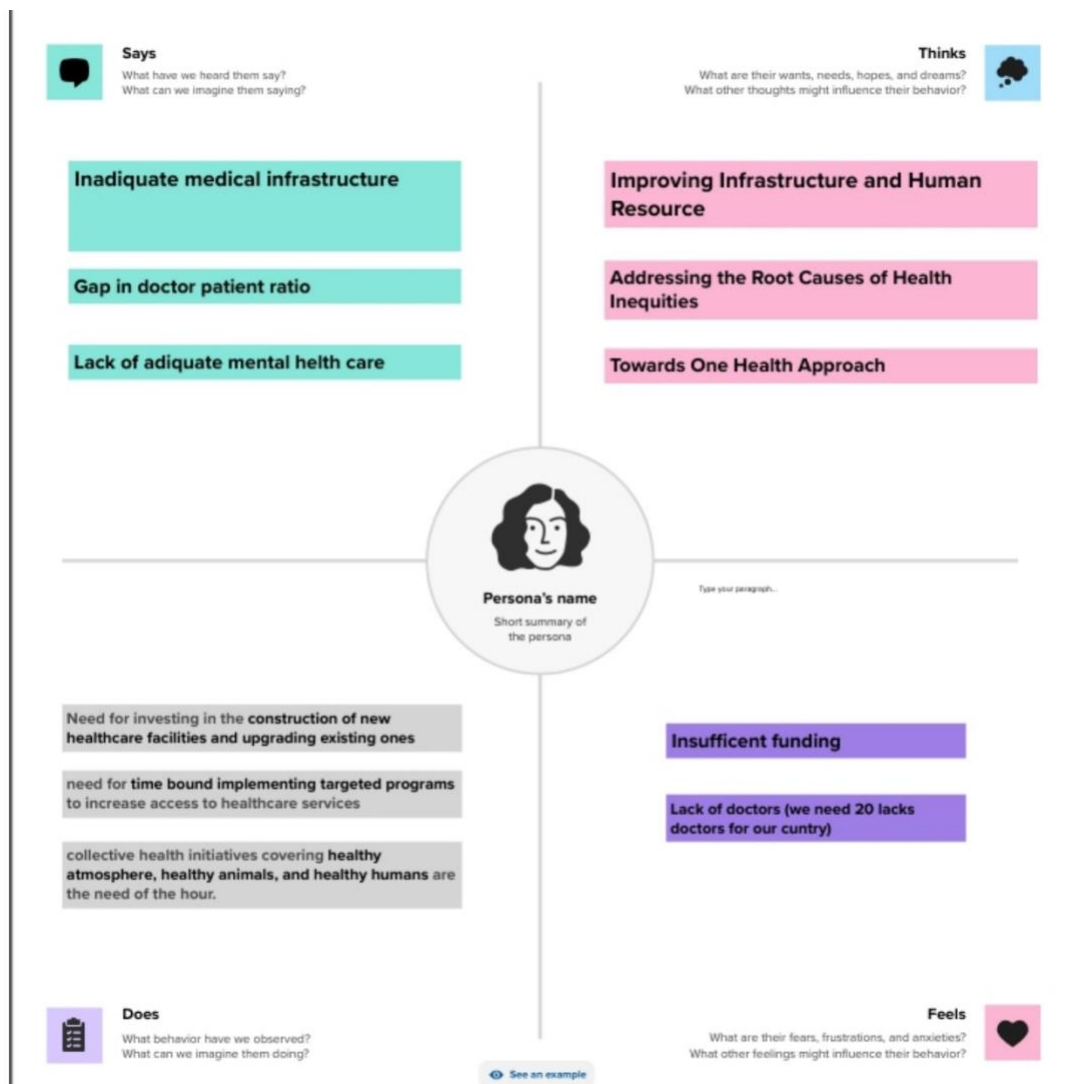 Says
What have we heard them say?
What can we imagine them saying?
Thinks
What are their wants, needs, hopes, and dreams?
What other thoughts might influence their behavior?
Inadiquate medical infrastructure
Gap in doctor patient ratio
Lack of adiquate mental helth care
Improving Infrastructure and Human
Resource
Addressing the Root Causes of Health
Inequities
Towards One Health Approach
Persona's name
Short summary of
the persona
Type your paragraph...
Need for investing in the construction of new
healthcare facilities and upgrading existing ones
need for time bound implementing targeted programs
to increase access to healthcare services
collective health initiatives covering healthy
atmosphere, healthy animals, and healthy humans are
the need of the hour.
Insufficent funding
Lack of doctors (we need 20 lacks
doctors for our cuntry)
Does
What behavior have we observed?
What can we imagine them doing?
Feels
What are their fears, frustrations, and anxieties?
What other feelings might influence their behavior?
See an example